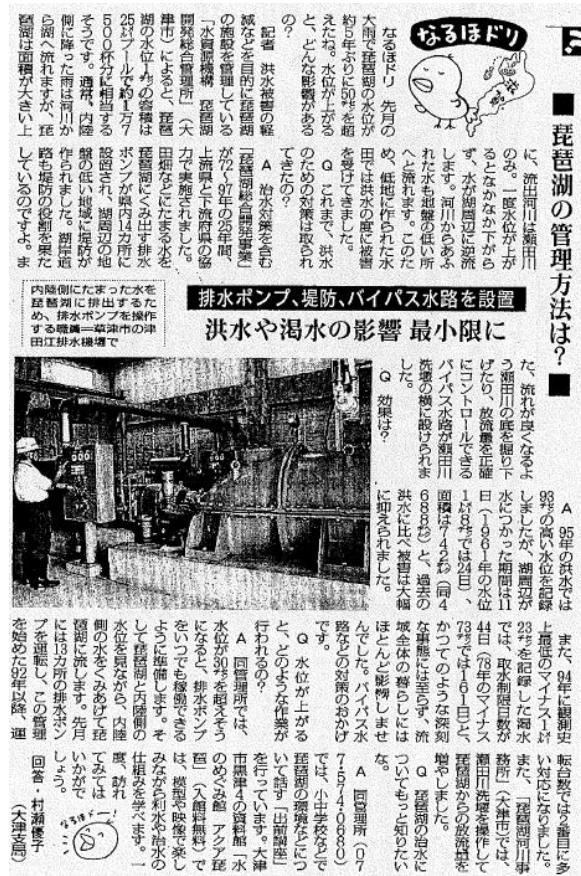 ■ 琵琶湖の管理方法は？ ■
なるほドリ
なるほドリ　先月の
大雨で琵琶湖の水位が
約5年ぶりに50㌢を超
えたね。水位が上がる
と、どんな影響がある
の？
記者　洪水被害の軽
減などを目的に琵琶湖
の施設を管理している
「水資源機構　琵琶湖
開発総合管理所」（大
津市）によると、琵琶
湖の水位1㌢の容積は
25㍍プールで約1万7
500杯分に相当する
そうです。通常、内陸
側に降った雨は河川か
ら湖へ流れますが、琵
琶湖は面積が大きい上
に、流出河川は瀬田川
のみ。一度水位が上が
るとなかなか下がら
ず、水が湖周辺に逆流
します。河川からあふ
れた水も地盤の低い所
へと流れます。このた
め、低地に作られた水
田では洪水の度に被害
を受けてきました。
Q　これまで、洪水
のための対策は取られ
てきたの？
A　治水対策を含む
「琵琶湖総合開発事業」
が72〜97年の25年間、
上流県と下流府県の協
力で実施されました。
田畑などにたまる水を
琵琶湖にくみ出す排水
ポンプが県内14カ所に
設置され、湖周辺の地
盤の低い地域に堤防が
作られました。湖岸道
路も堤防の役割を果た
しているのですよ。ま
排水ポンプ、堤防、バイパス水路を設置
洪水や渇水の影響 最小限に
内陸側にたまった水を
琵琶湖に排出するた
め、排水ポンプを操作
する職員＝草津市の津
田江排水機場で
た、流れが良くなるよ
う瀬田川の底を掘り下
げたり、放流量を正確
にコントロールできる
バイパス水路が瀬田川
洗堰の横に設けられま
した。
Q　効果は？
A　95年の洪水では
93㌢の高い水位を記録
しましたが、湖周辺が
水につかった期間は11
日（1961年の水位
1㍍8㌢では24日）、
面積は742㌶（同4
688㌶）と、過去の
洪水に比べ被害は大幅
に抑えられました。
また、94年に観測史
上最低のマイナス1㍍
23㌢を記録した渇水
では、取水制限日数が
44日（78年のマイナス
73㌢では161日）と、
かつてのような深刻
な事態には至らず、流
域全体の暮らしには
ほとんど影響しませ
んでした。バイパス水
路などの対策のおかげ
です。
Q　水位が上がる
と、どのような作業が
行われるの？
A　同管理所では、
水位が30㌢を超えそう
になると、排水ポンプ
をいつでも稼働できる
ように準備します。そ
して琵琶湖と内陸側の
水位を見ながら、内陸
側の水をくみあげて琵
琶湖に流します。先月
には13カ所の排水ポン
プを運転し、この管理
を始めた92年以降、運
転台数では2番目に多
い対応になりました。
また、「琵琶湖河川事
務所」（大津市）では、
瀬田川洗堰を操作して
琵琶湖からの放流量を
増やしました。
Q　琵琶湖の治水に
ついてもっと知りたい
な。
A　同管理所（07
7・574・0680）
では、小中学校などで
琵琶湖の環境などにつ
いて話す「出前講座」
を行っています。大津
市黒津4の資料館「水
のめぐみ館　アクア琵
琶」（入館料無料）で
は、模型や映像で楽し
みながら利水や治水の
仕組みを学べます。一
度、訪れ
てみては
いかがで
しょう。
なるほドー！
回答・村瀬優子
（大津支局）